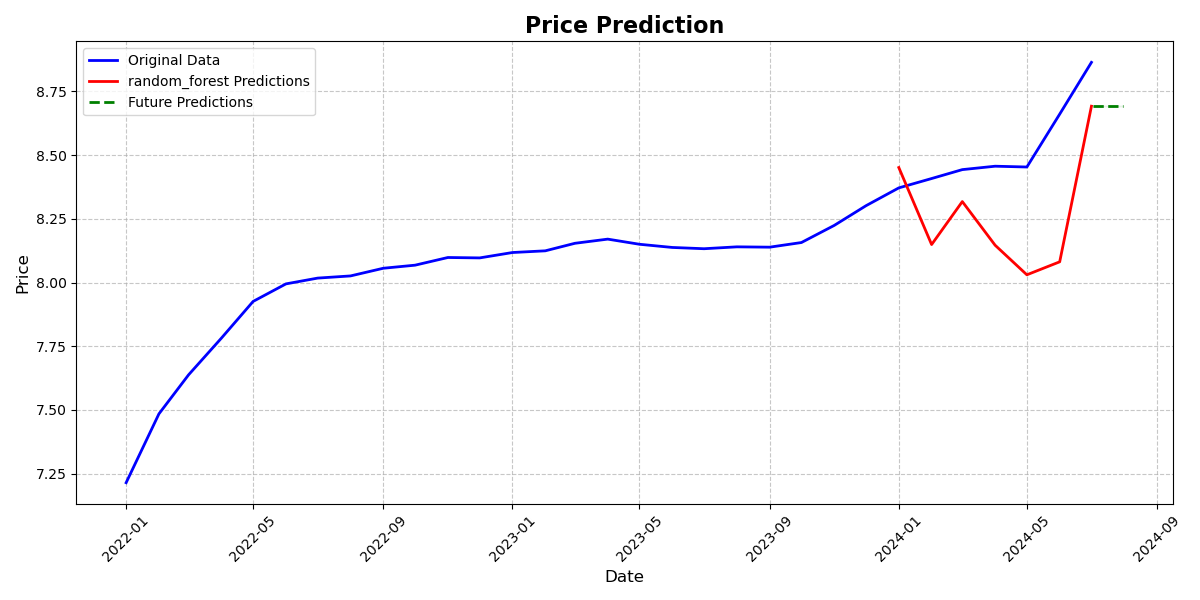 Price Prediction
Original Data
random_forest Predictions
Future Predictions
Price
8.75
8.50
8.25
8.00
7.75
7.50
7.25
2022-01
2022-05
2022-09
2023-01
2023-05
2023-09
2024-01
2024-05
2024-09
Date